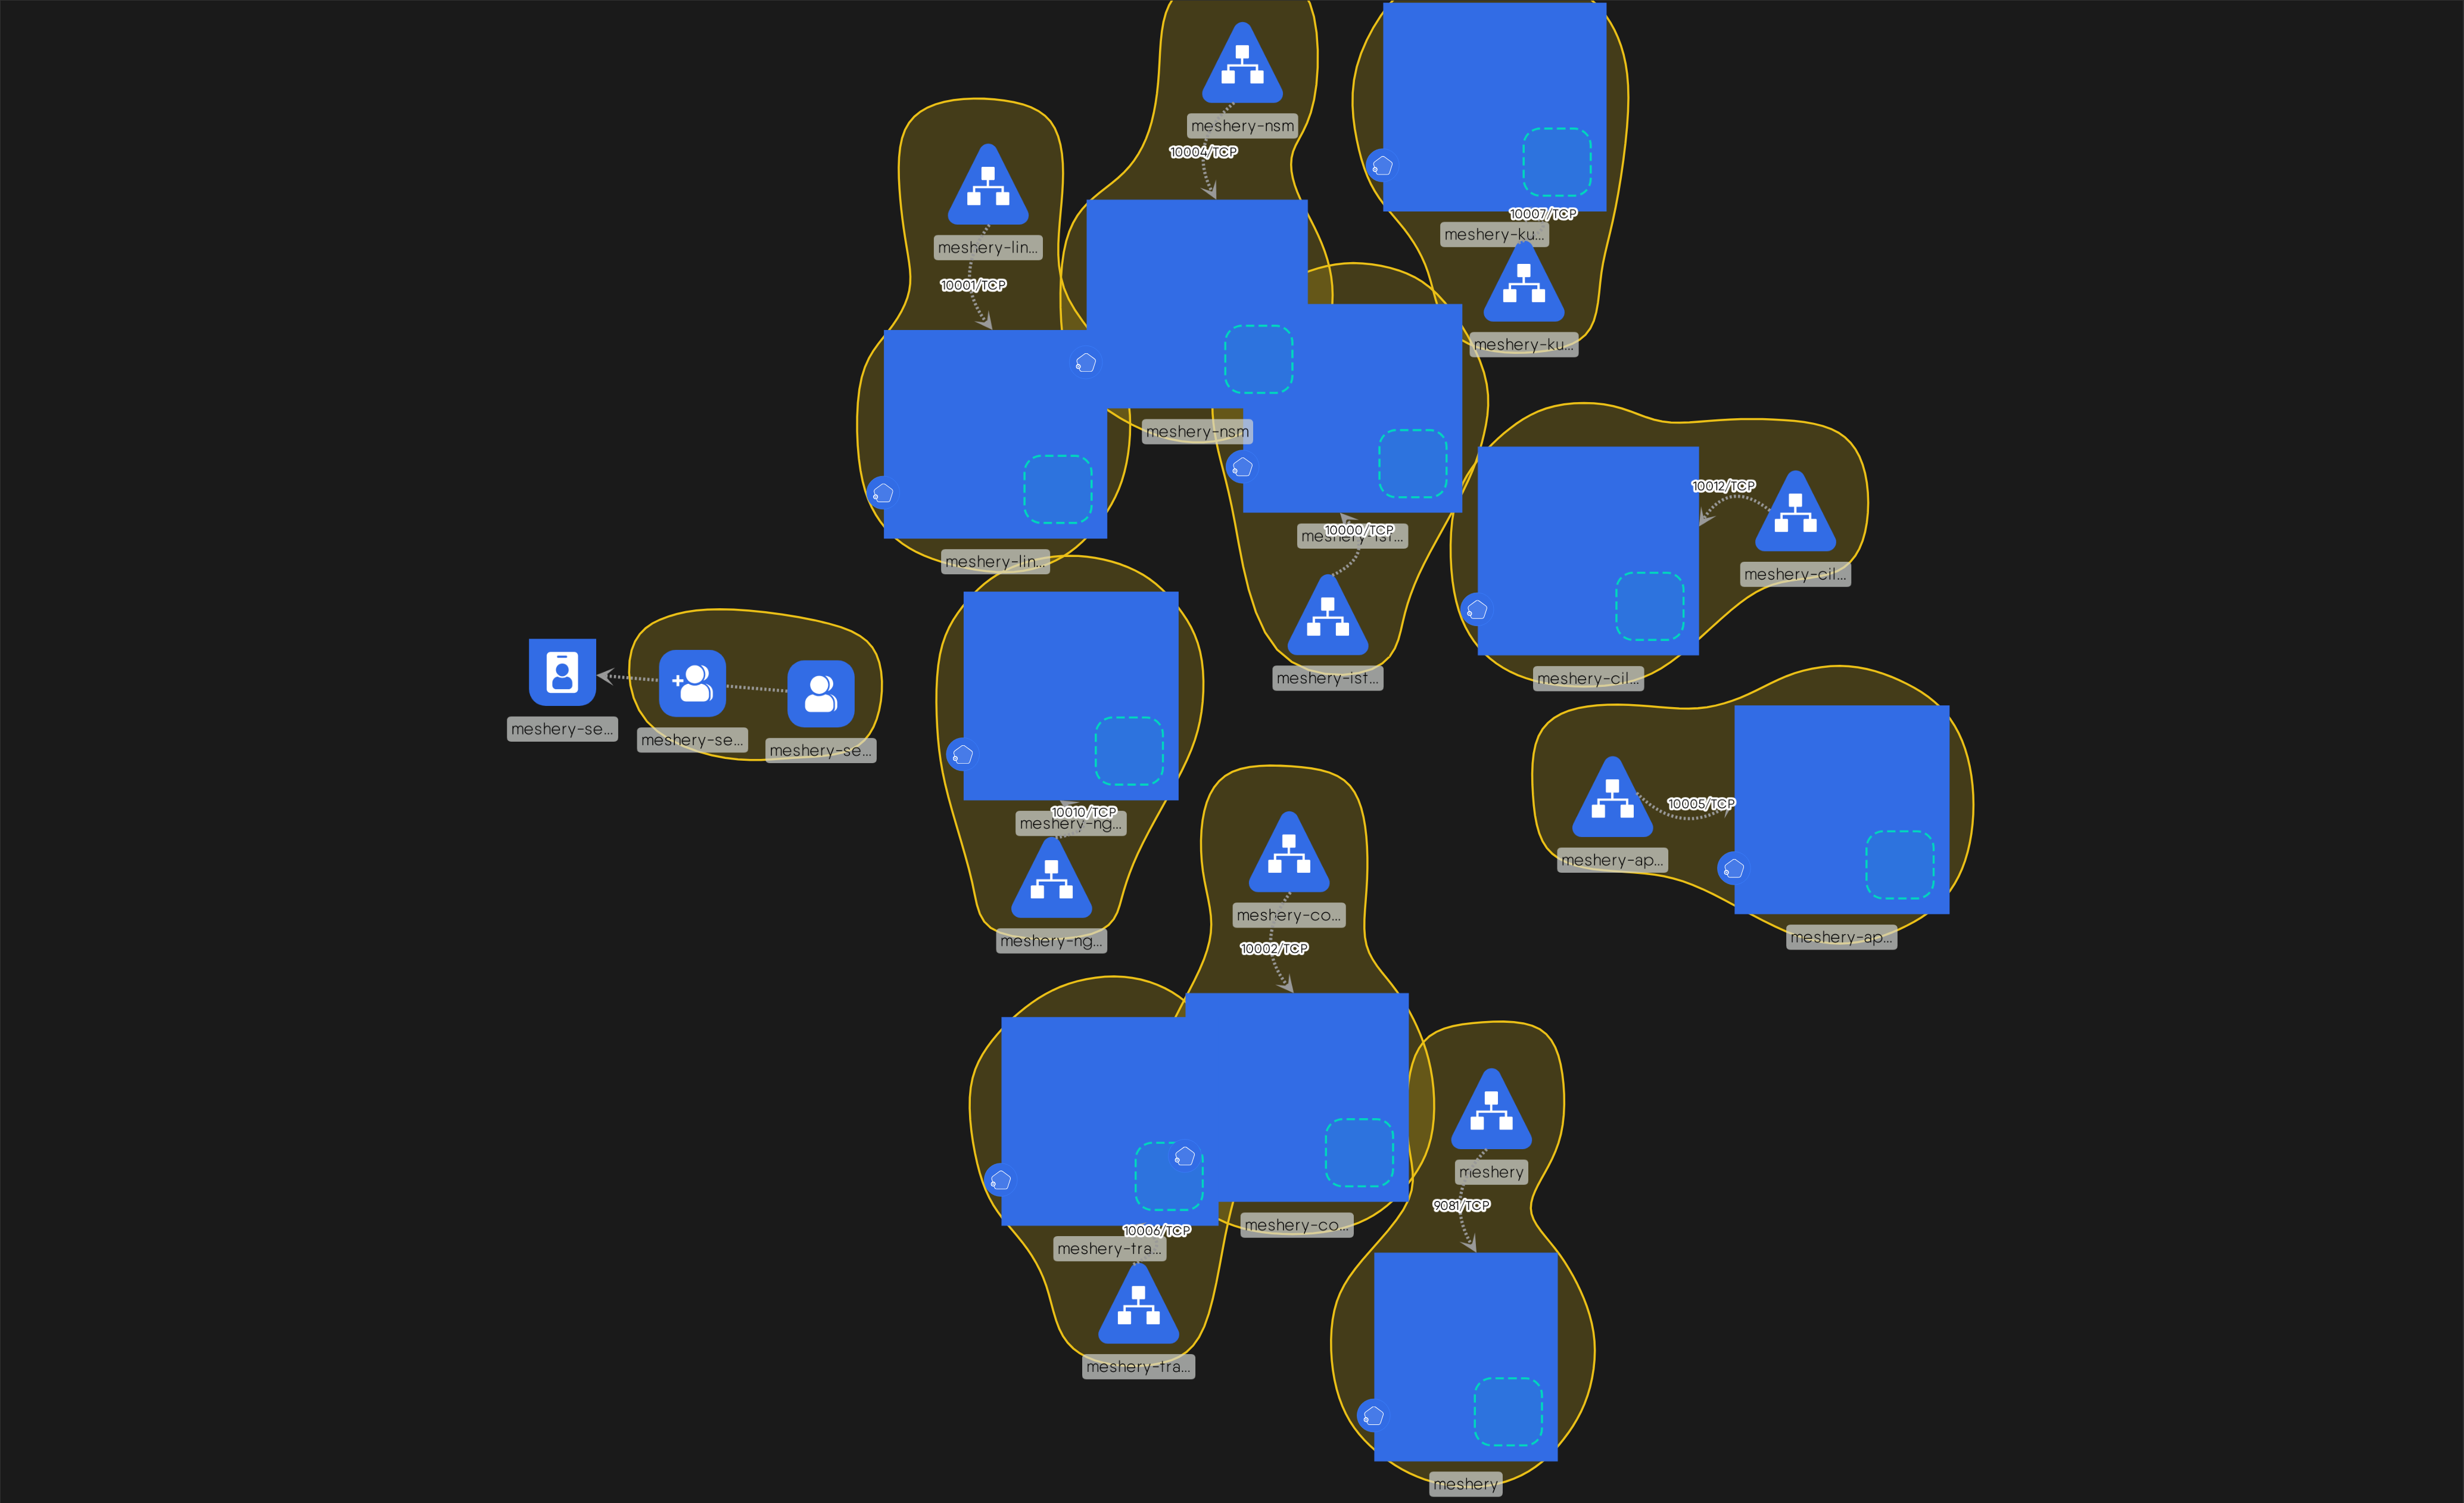 meshery-nsm
10004/TCP
10007/TCP
meshery-ku...
meshery-lin...
10001/TCP
meshery-ku...
meshery-nsm
10012/TCP
10000/TCP
meshery-isf...
meshery-lin...
meshery-cil...
meshery-isf...
meshery-cil...
meshery-se...
meshery-se...
meshery-se...
10010/TCP
meshery-ng...
10005/TCP
meshery-ap...
meshery-co...
meshery-ng...
meshery-ap...
10002/TCP
meshery
9081/TCP
meshery-co...
10006/TCP
meshery-tra...
meshery-tra...
meshery